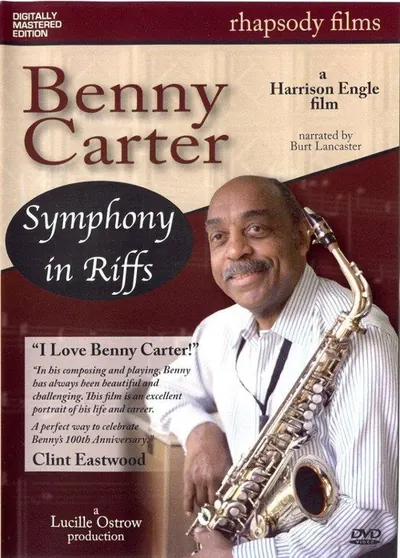 DIGITALLY
MASTERED
EDITION
rhapsody films
Benny
Carter
a
Harrison Engle
film
narrated by
Burt Lancaster
Symphony
in Riffs
“I Love Benny Carter!”
“In his composing and playing, Benny
has always been beautiful and
challenging. This film is an excellent
portrait of his life and career.
A perfect way to celebrate
Benny's 100th Anniversary.”
Clint Eastwood
a
Lucille Ostrow
production
DVD
VIDEO